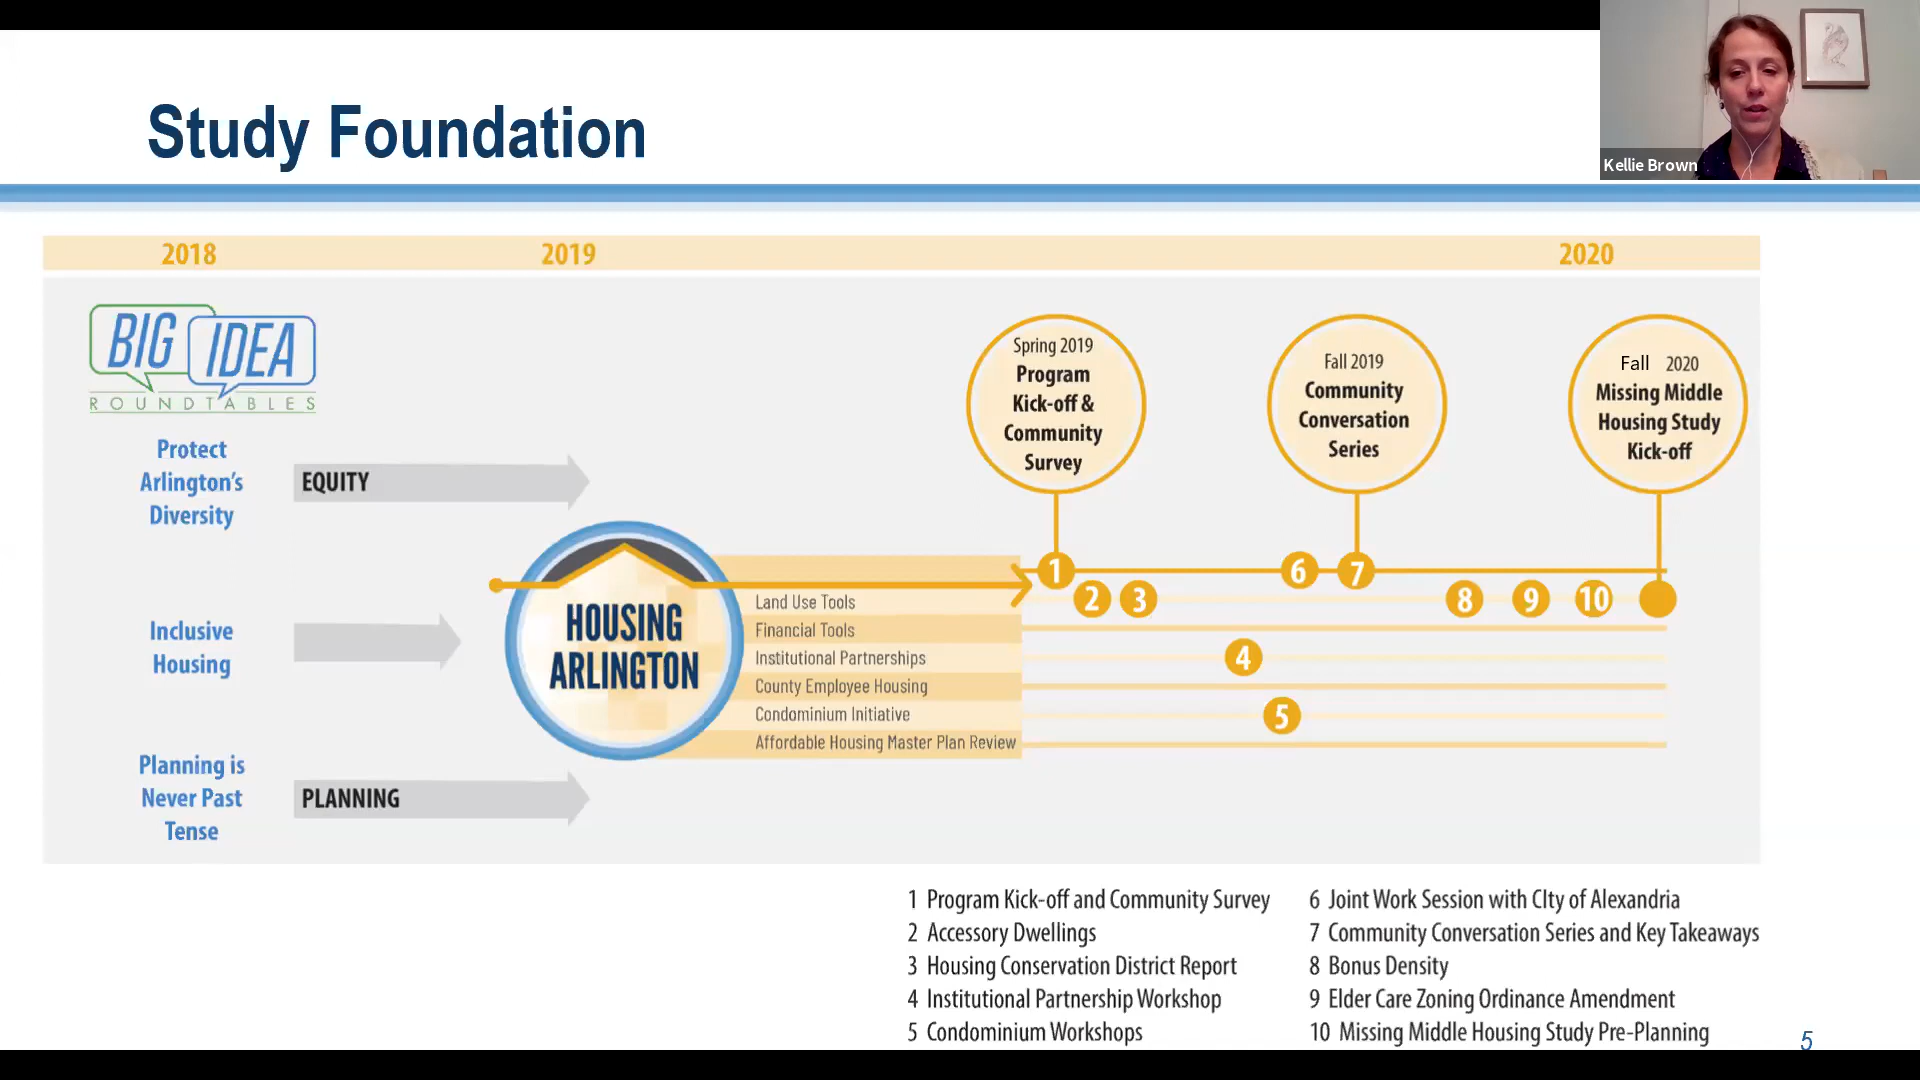 Study Foundation
Kellie Brown
2018
2019
2020
BIG IDEA
ROUNDTABLES
Protect
Arlington's
Diversity
EQUITY
Inclusive
Housing
Planning is
Never Past
Tense
PLANNING
HOUSING
ARLINGTON
Land Use Tools
Financial Tools
Institutional Partnerships
County Employee Housing
Condominium Initiative
Affordable Housing Master Plan Review
Spring 2019
Program
Kick-off &
Community
Survey
Fall 2019
Community
Conversation
Series
Fall 2020
Missing Middle
Housing Study
Kick-off
1
6
7
2
3
8
9
10
4
5
1 Program Kick-off and Community Survey
2 Accessory Dwellings
3 Housing Conservation District Report
4 Institutional Partnership Workshop
5 Condominium Workshops
6 Joint Work Session with CIty of Alexandria
7 Community Conversation Series and Key Takeaways
8 Bonus Density
9 Elder Care Zoning Ordinance Amendment
10 Missing Middle Housing Study Pre-Planning
5